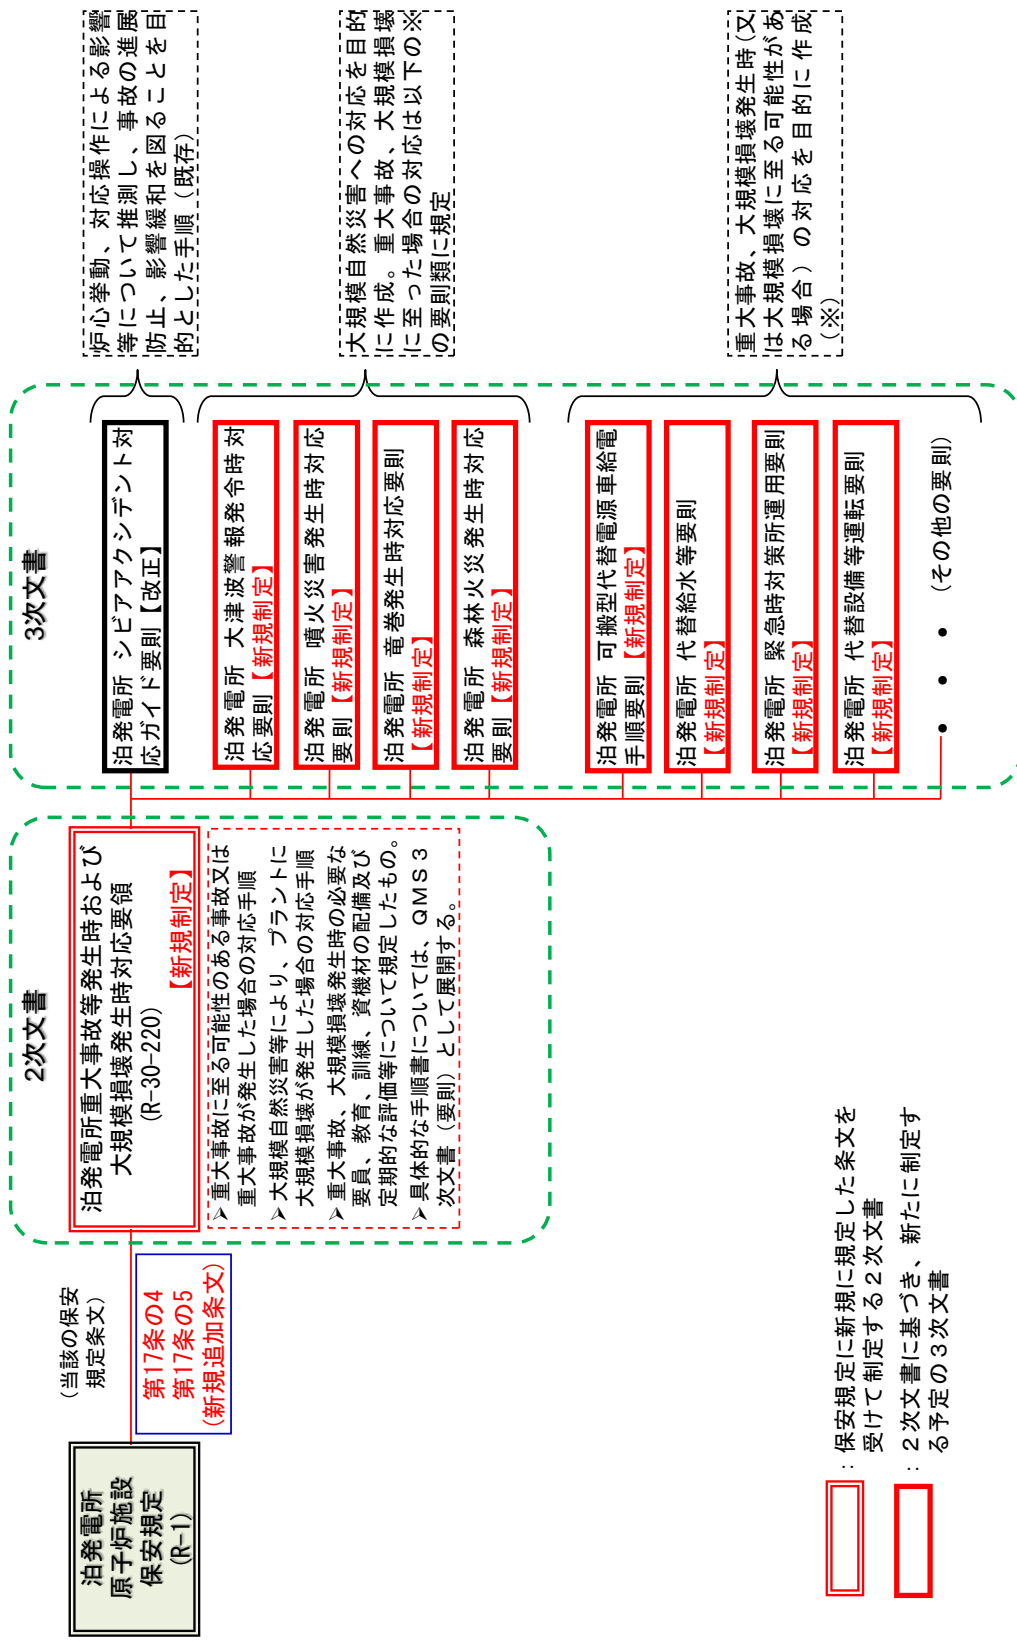 泊発電所
原子炉施設
保安規定
(R-1)
(当該の保安
規定条文)
第17条の4
第17条の5
(新規追加条文)
2次文書
泊発電所重大事故等発生時および
大規模損壊発生時対応要領
(R-30-220)
【新規制定】
➢ 重大事故に至る可能性のある事故又は
重大事故が発生した場合の対応手順
➢ 大規模自然災害等により、プラントに
大規模損壊が発生した場合の対応手順
➢ 重大事故、大規模損壊発生時の必要な
要員、教育、訓練、資機材の配備及び
定期的な評価等について規定したもの。
➢ 具体的な手順書については、QMS3
次文書（要則）として展開する。
3次文書
泊発電所 シビアアクシデント対
応ガイド要則【改正】
泊発電所 大津波警報発令時対
応要則【新規制定】
泊発電所 噴火災害発生時対応
要則【新規制定】
泊発電所 竜巻発生時対応要則
【新規制定】
泊発電所 森林火災発生時対応
要則【新規制定】
泊発電所 可搬型代替電源車給電
手順要則【新規制定】
泊発電所 代替給水等要則
【新規制定】
泊発電所 緊急時対策所運用要則
【新規制定】
泊発電所 代替設備等運転要則
【新規制定】
・・・ (その他の要則)
炉心挙動、対応操作による影響
等について推測し、事故の進展
防止、影響緩和を図ることを目
的とした手順（既存）
大規模自然災害への対応を目的
に作成。重大事故、大規模損壊
に至った場合の対応は以下の※
の要則類に規定
重大事故、大規模損壊発生時(又
は大規模損壊に至る可能性があ
る場合）の対応を目的に作成
(※)
：保安規定に新規に規定した条文を
受けて制定する２次文書
：２次文書に基づき、新たに制定す
る予定の３次文書